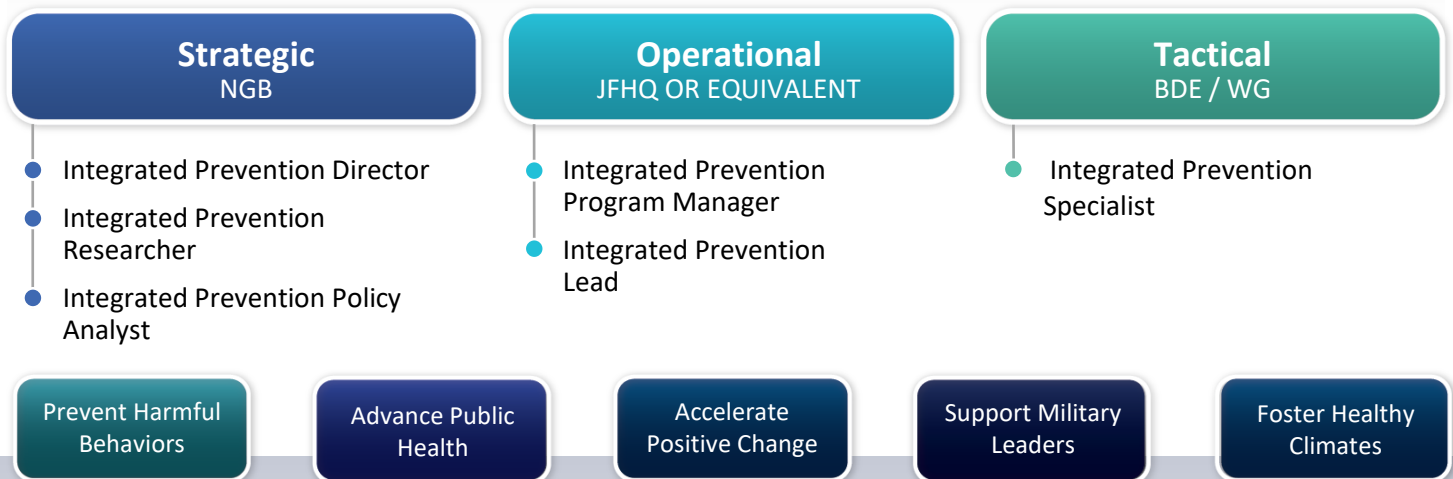 Strategic
NGB
Integrated Prevention Director
Integrated Prevention
Researcher
Integrated Prevention Policy
Analyst
Operational
JFHQ OR EQUIVALENT
Integrated Prevention
Program Manager
Integrated Prevention
Lead
Tactical
BDE / WG
Integrated Prevention
Specialist
Prevent Harmful
Behaviors
Advance Public
Health
Accelerate
Positive Change
Support Military
Leaders
Foster Healthy
Climates